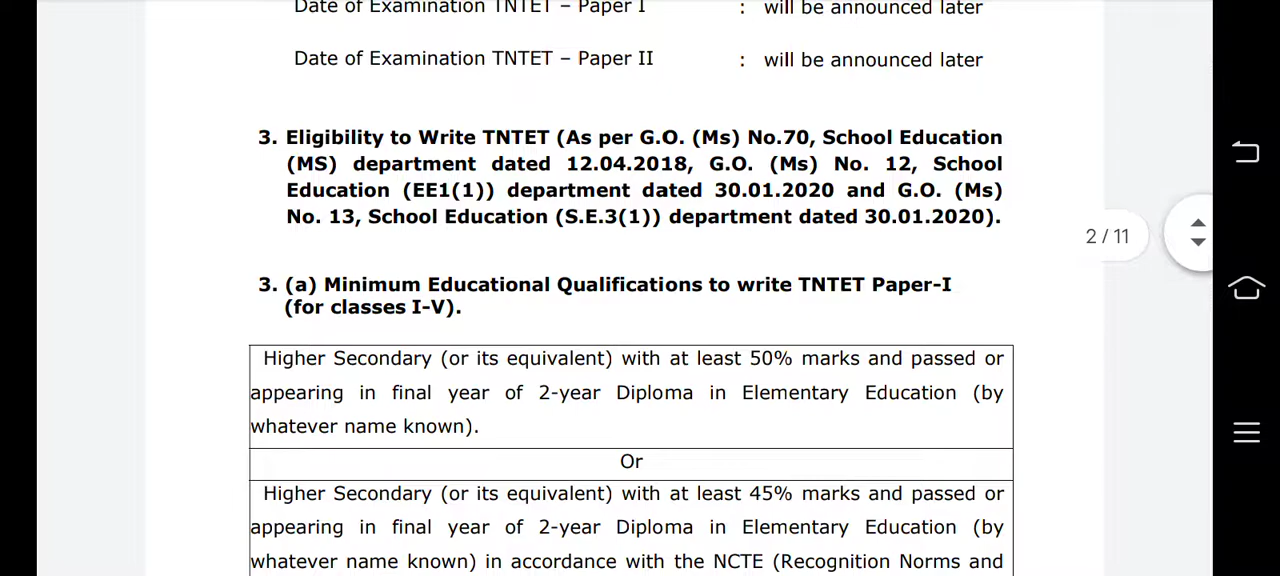 Date of Examination TNTET – Paper I : will be announced later
Date of Examination TNTET – Paper II : will be announced later
3. Eligibility to Write TNTET (As per G.O. (Ms) No.70, School Education
(MS) department dated 12.04.2018, G.O. (Ms) No. 12, School
Education (EE1(1)) department dated 30.01.2020 and G.O. (Ms)
No. 13, School Education (S.E.3(1)) department dated 30.01.2020).
2 / 11
3. (a) Minimum Educational Qualifications to write TNTET Paper-I
(for classes I-V).
Higher Secondary (or its equivalent) with at least 50% marks and passed or
appearing in final year of 2-year Diploma in Elementary Education (by
whatever name known).
Or
Higher Secondary (or its equivalent) with at least 45% marks and passed or
appearing in final year of 2-year Diploma in Elementary Education (by
whatever name known) in accordance with the NCTE (Recognition Norms and